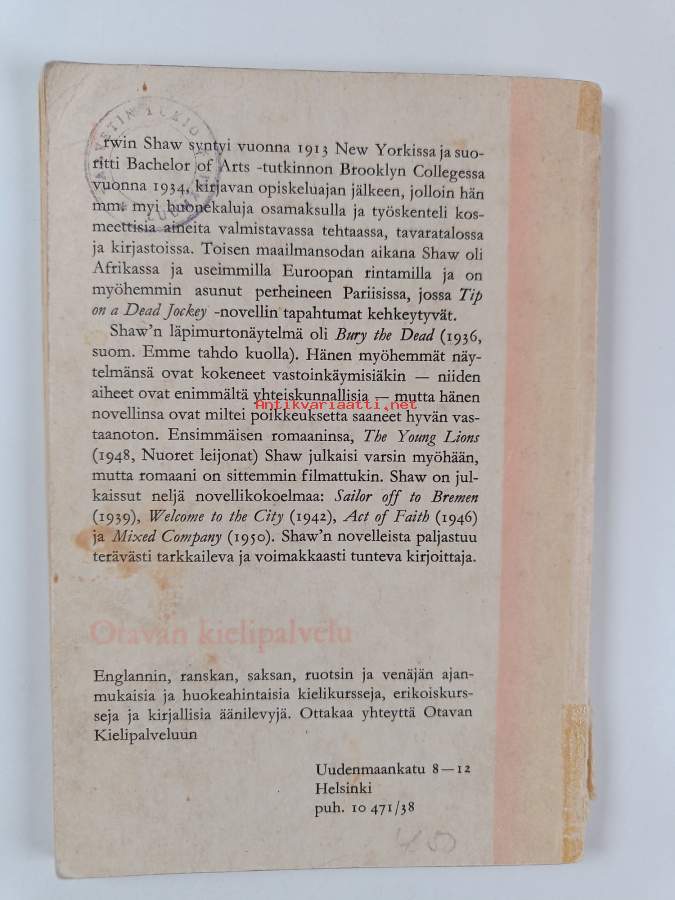 rwin Shaw syntyi vuonna 1913 New Yorkissa ja suo-
ritti Bachelor of Arts -tutkinnon Brooklyn Collegessa
vuonna 1934, kirjavan opiskeluajan jälkeen, jolloin hän
mm. myi huonekaluja osamaksulla ja työskenteli kos-
meettisia aineita valmistavassa tehtaassa, tavaratalossa
ja kirjastoissa. Toisen maailmansodan aikana Shaw oli
Afrikassa ja useimmilla Euroopan rintamilla ja on
myöhemmin asunut perheineen Pariisissa, jossa Tip
on a Dead Jockey -novellin tapahtumat kehkeytyvät.
Shaw'n läpimurtonäytelmä oli Bury the Dead (1936,
suom. Emme tahdo kuolla). Hänen myöhemmät näy-
telmänsä ovat kokeneet vastoinkäymisiäkin — niiden
aiheet ovat enimmältä yhteiskunnallisia — mutta hänen
Antikvariaatti.net
novellinsa ovat miltei poikkeuksetta saaneet hyvän vas-
taanoton. Ensimmäisen romaaninsa, The Young Lions
(1948, Nuoret leijonat) Shaw julkaisi varsin myöhään,
mutta romaani on sittemmin filmattukin. Shaw on jul-
kaissut neljä novellikokoelmaa: Sailor off to Bremen
(1939), Welcome to the City (1942), Act of Faith (1946)
ja Mixed Company (1950). Shaw'n novelleista paljastuu
terävästi tarkkaileva ja voimakkaasti tunteva kirjoittaja.
Otavan kielipalvelu
Englannin, ranskan, saksan, ruotsin ja venäjän ajan-
mukaisia ja huokeahintaisia kielikursseja, erikoiskurs-
seja ja kirjallisia äänilevyjä. Ottakaa yhteyttä Otavan
Kielipalveluun
Uudenmaankatu 8—12
Helsinki
puh. 10 471/38